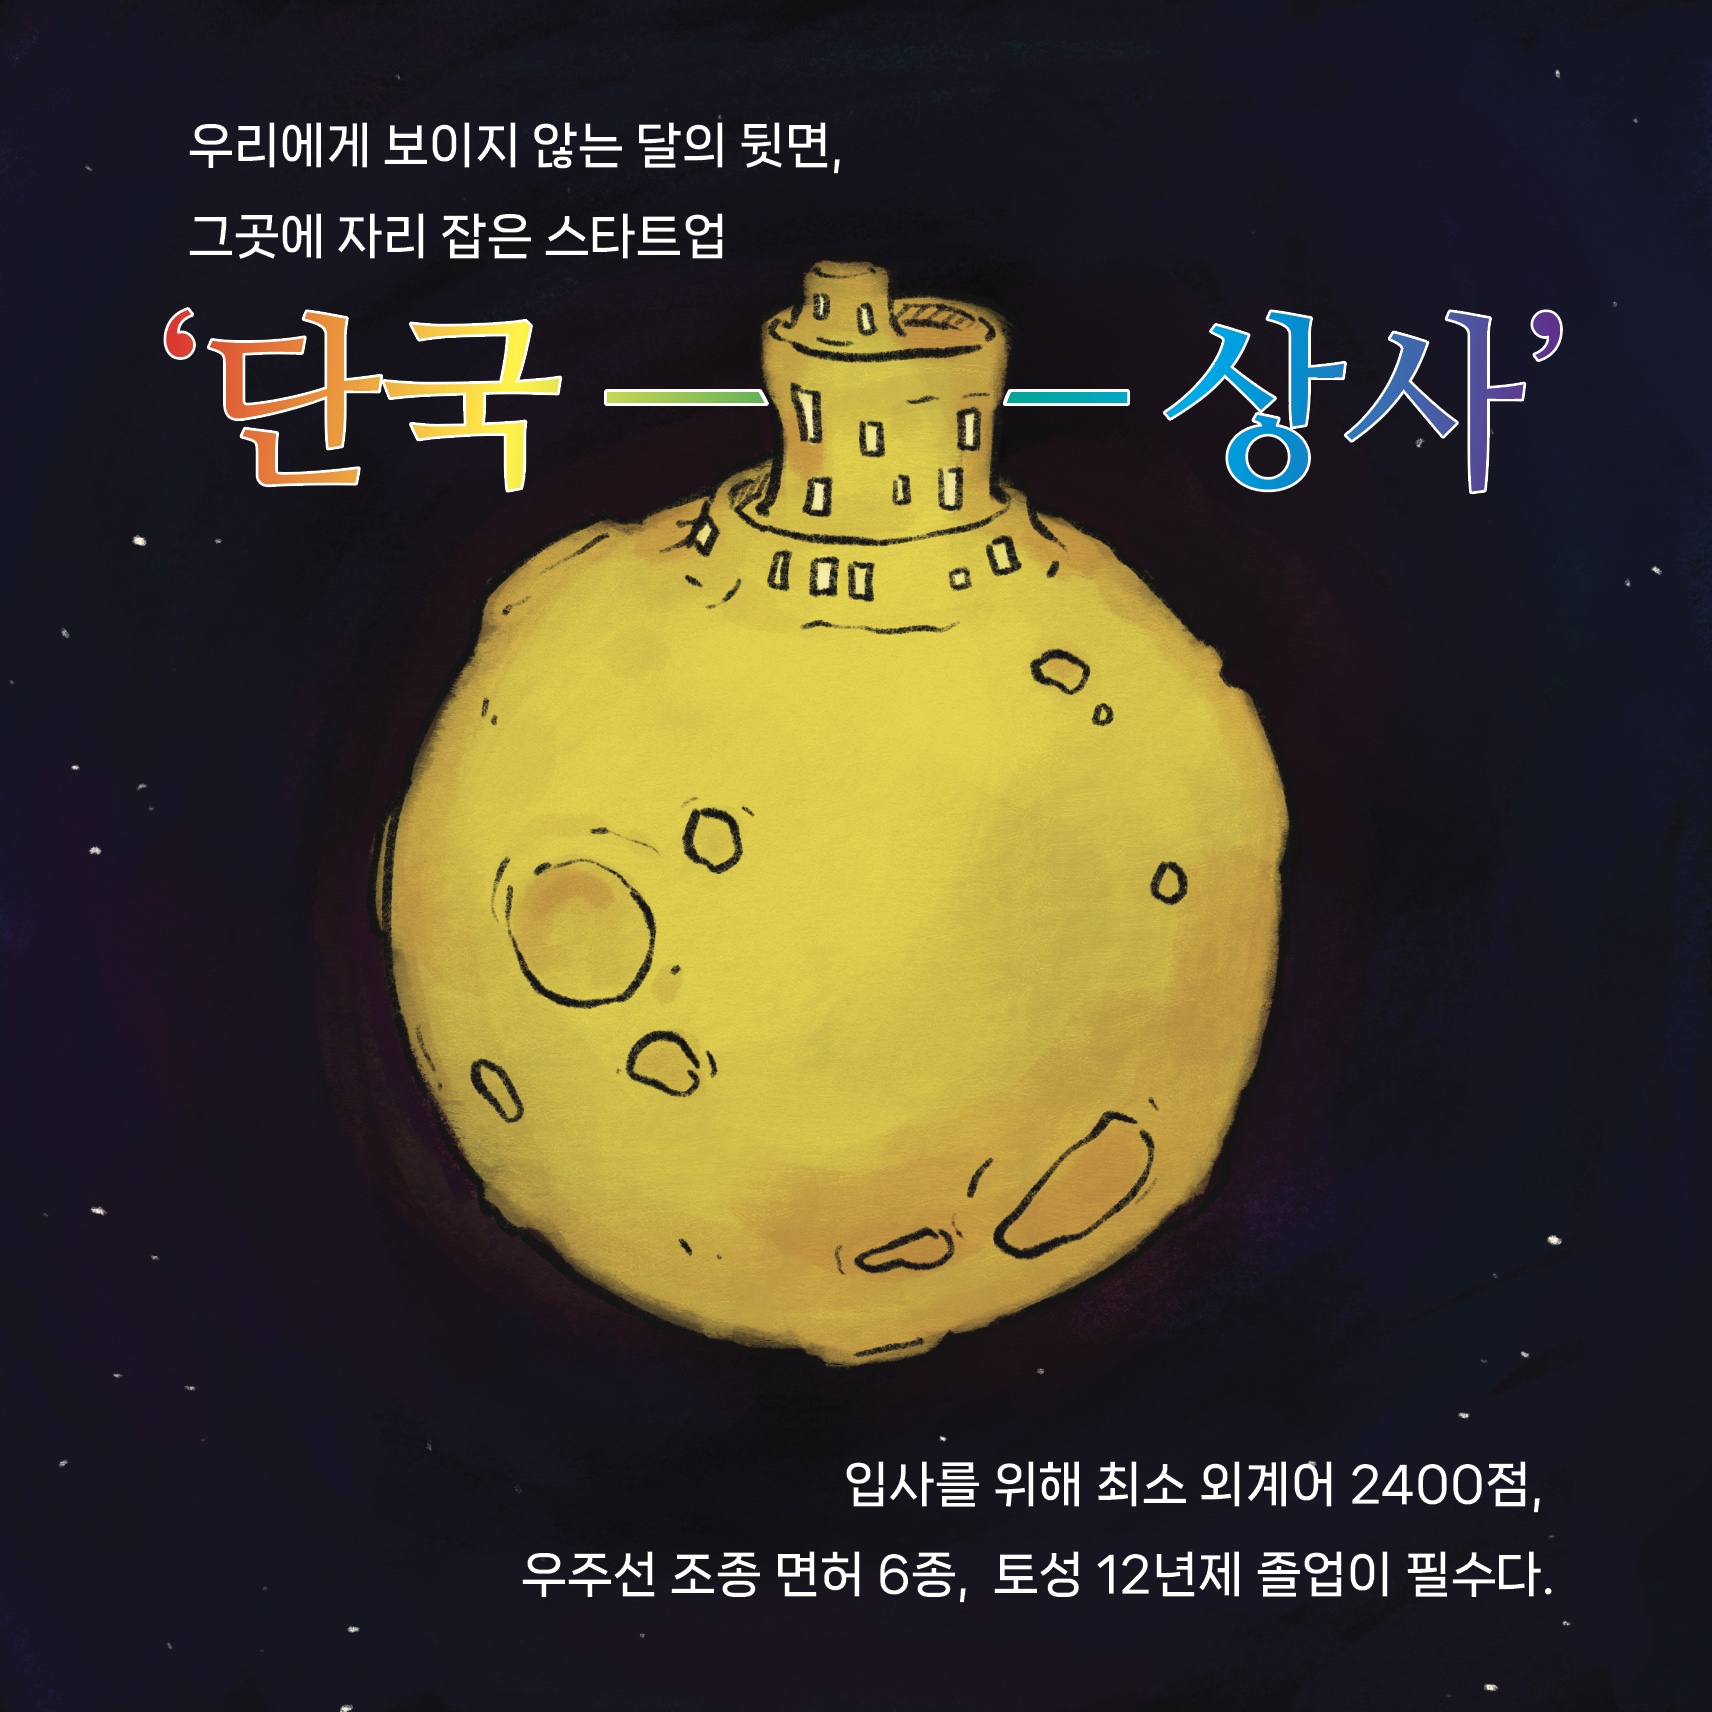 우리에게 보이지 않는 달의 뒷면,
그곳에 자리 잡은 스타트업
‘단국 — — 상사’
입사를 위해 최소 외계어 2400점,
우주선 조종 면허 6종, 토성 12년제 졸업이 필수다.